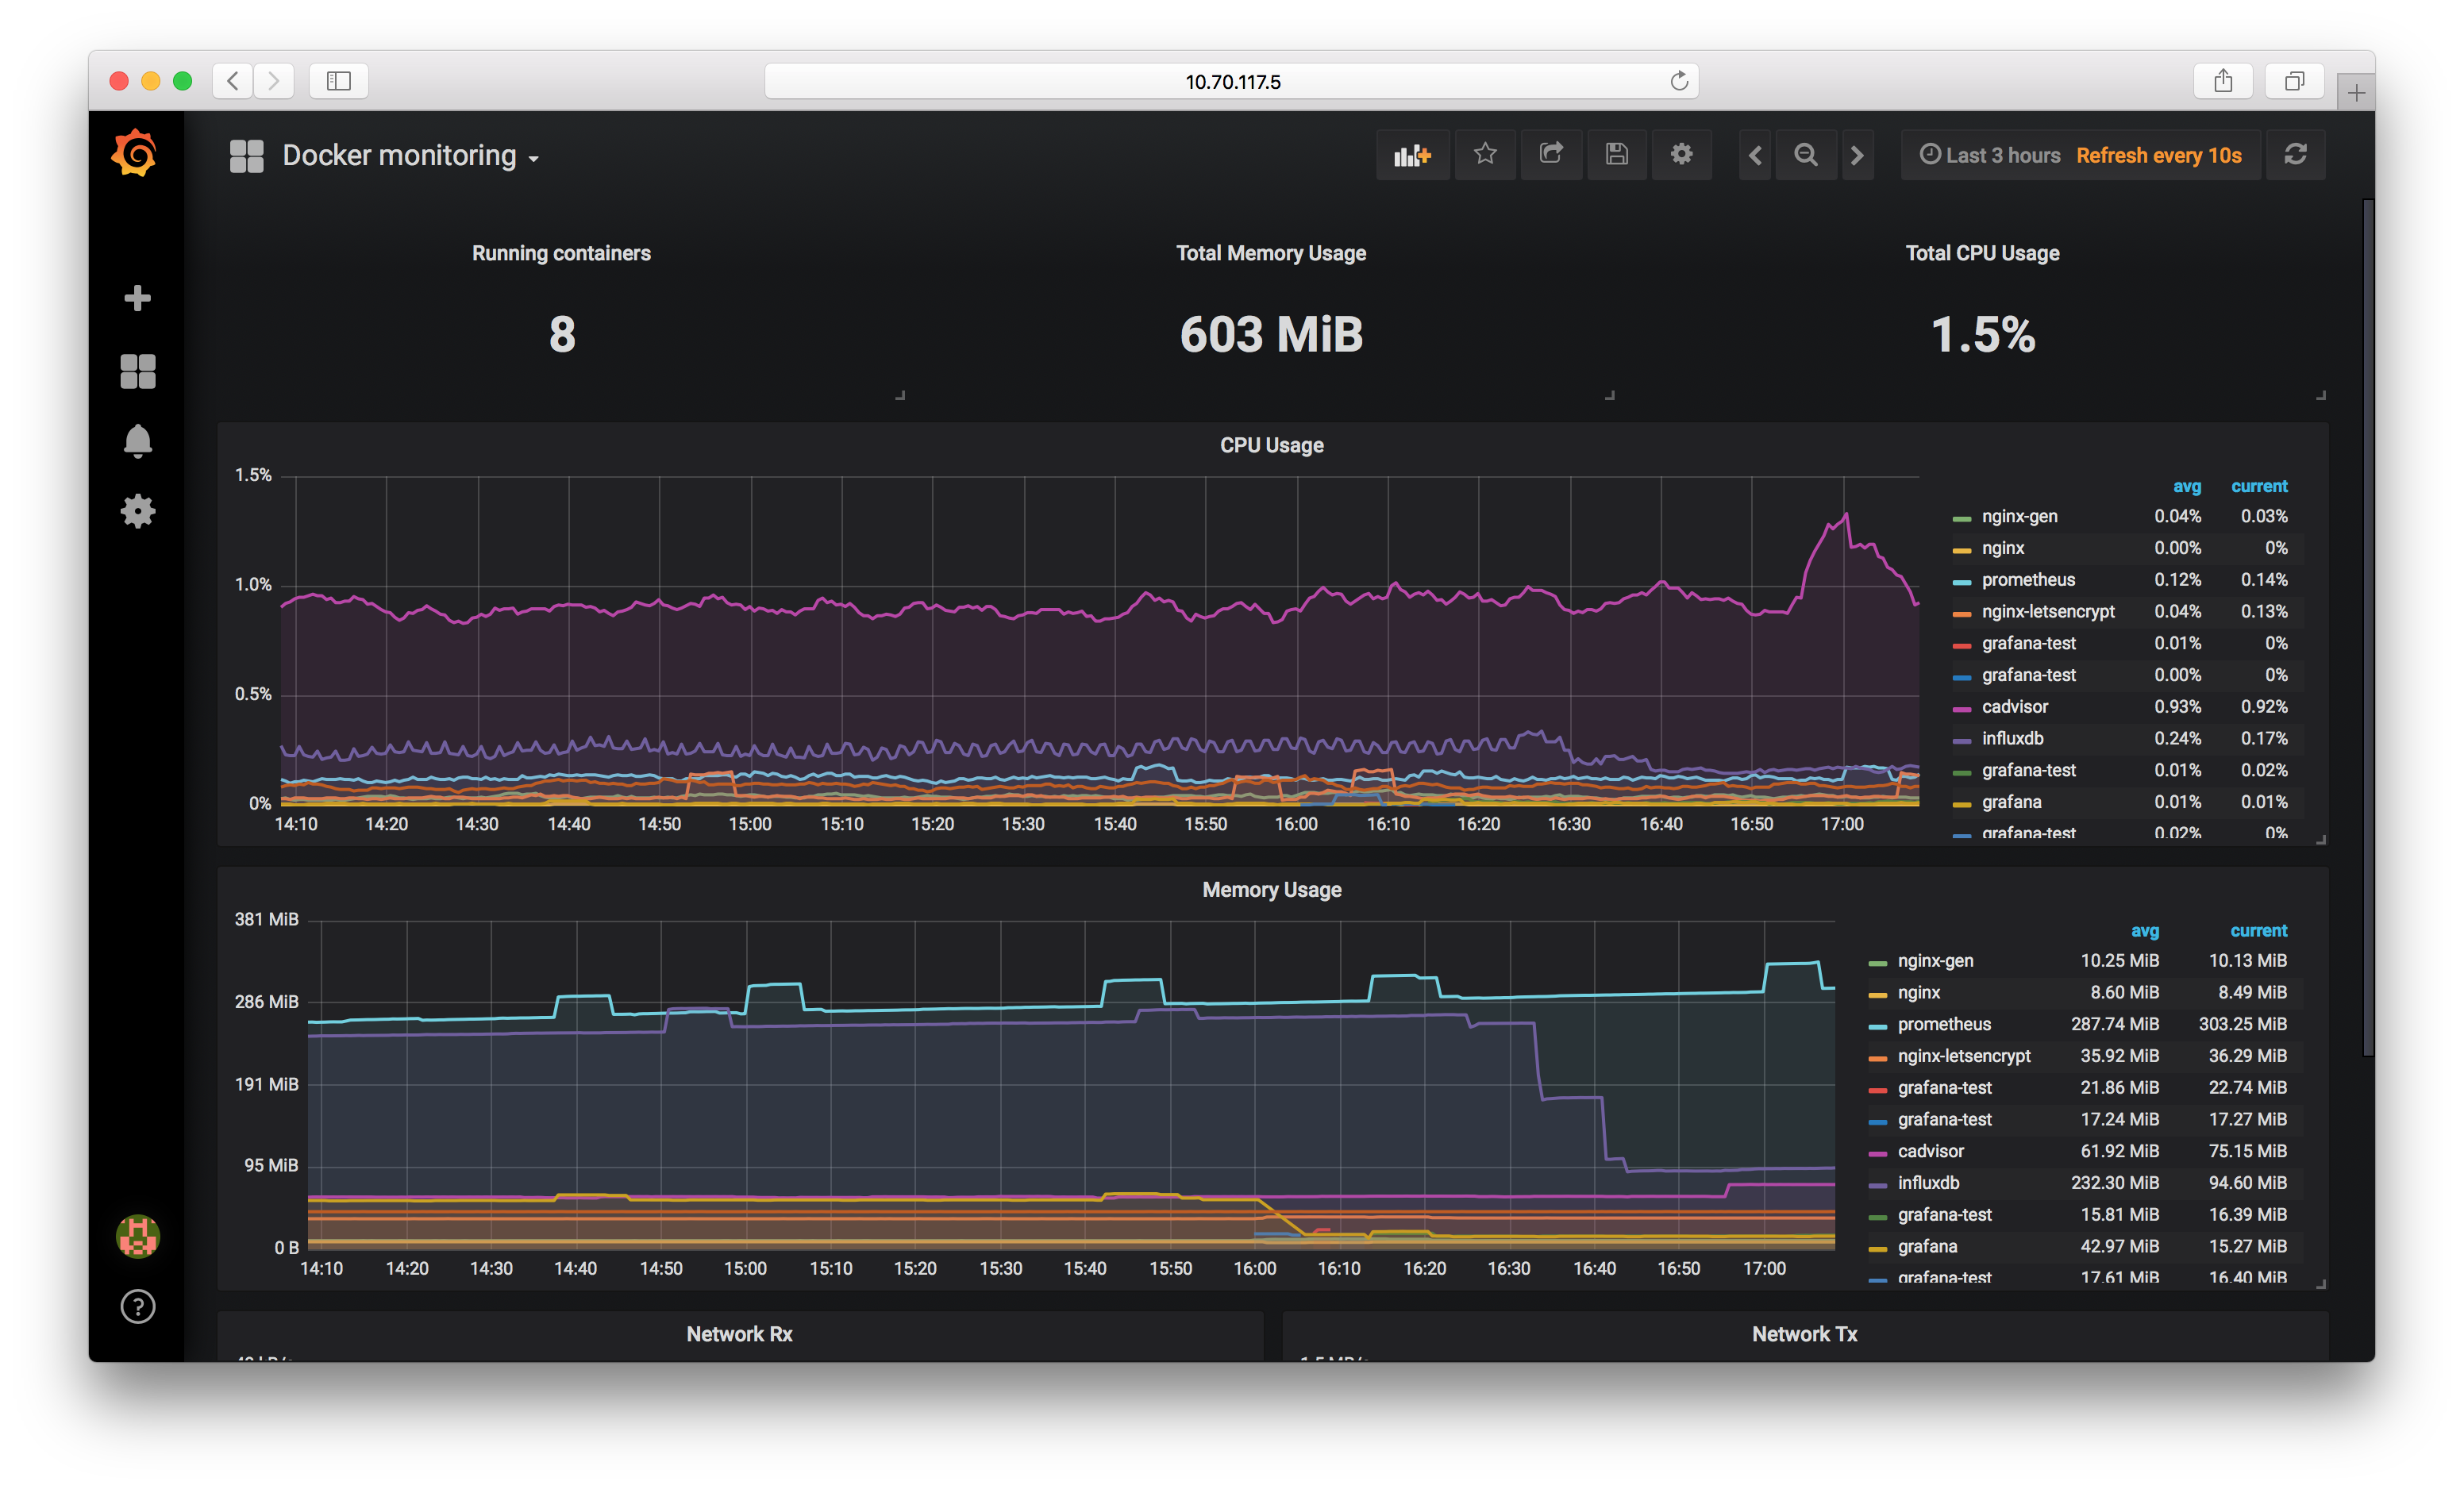 10.70.117.5
Docker monitoring
Last 3 hours Refresh every 10s
Running containers
8
Total Memory Usage
603 MiB
Total CPU Usage
1.5%
CPU Usage
1.5%
1.0%
0.5%
0%
14:10 14:20 14:30 14:40 14:50 15:00 15:10 15:20 15:30 15:40 15:50 16:00 16:10 16:20 16:30 16:40 16:50 17:00
avg current
nginx-gen 0.04% 0.03%
nginx 0.00% 0%
prometheus 0.12% 0.14%
nginx-letsencrypt 0.04% 0.13%
grafana-test 0.01% 0%
grafana-test 0.00% 0%
cadvisor 0.93% 0.92%
influxdb 0.24% 0.17%
grafana-test 0.01% 0.02%
grafana 0.01% 0.01%
grafana-test 0.02% 0%
Memory Usage
381 MiB
286 MiB
191 MiB
95 MiB
0 B
14:10 14:20 14:30 14:40 14:50 15:00 15:10 15:20 15:30 15:40 15:50 16:00 16:10 16:20 16:30 16:40 16:50 17:00
avg current
nginx-gen 10.25 MiB 10.13 MiB
nginx 8.60 MiB 8.49 MiB
prometheus 287.74 MiB 303.25 MiB
nginx-letsencrypt 35.92 MiB 36.29 MiB
grafana-test 21.86 MiB 22.74 MiB
grafana-test 17.24 MiB 17.27 MiB
cadvisor 61.92 MiB 75.15 MiB
influxdb 232.30 MiB 94.60 MiB
grafana-test 15.81 MiB 16.39 MiB
grafana 42.97 MiB 15.27 MiB
grafana-test 17.61 MiB 16.40 MiB
Network Rx
Network Tx